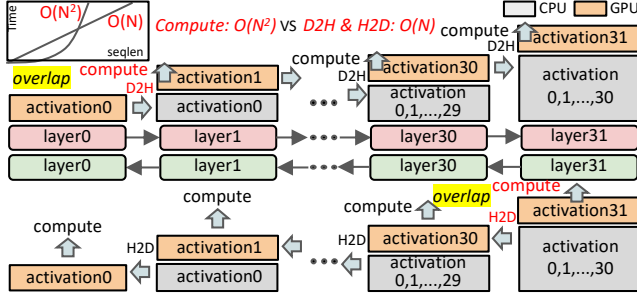 Time
O(N²)
O(N)
seqlen
Compute: O(N²) VS D2H & H2D: O(N)
CPU
GPU
overlap
compute
D2H
activation0
activation1
activation0
compute
D2H
activation30
activation
0,1,...,29
compute
D2H
activation31
activation
0,1,...,30
layer0
layer1
layer30
layer31
layer0
layer1
layer30
layer31
compute
compute
compute
overlap
compute
H2D
H2D
H2D
activation0
activation1
activation0
activation30
activation
0,1,...,29
activation31
activation
0,1,...,30